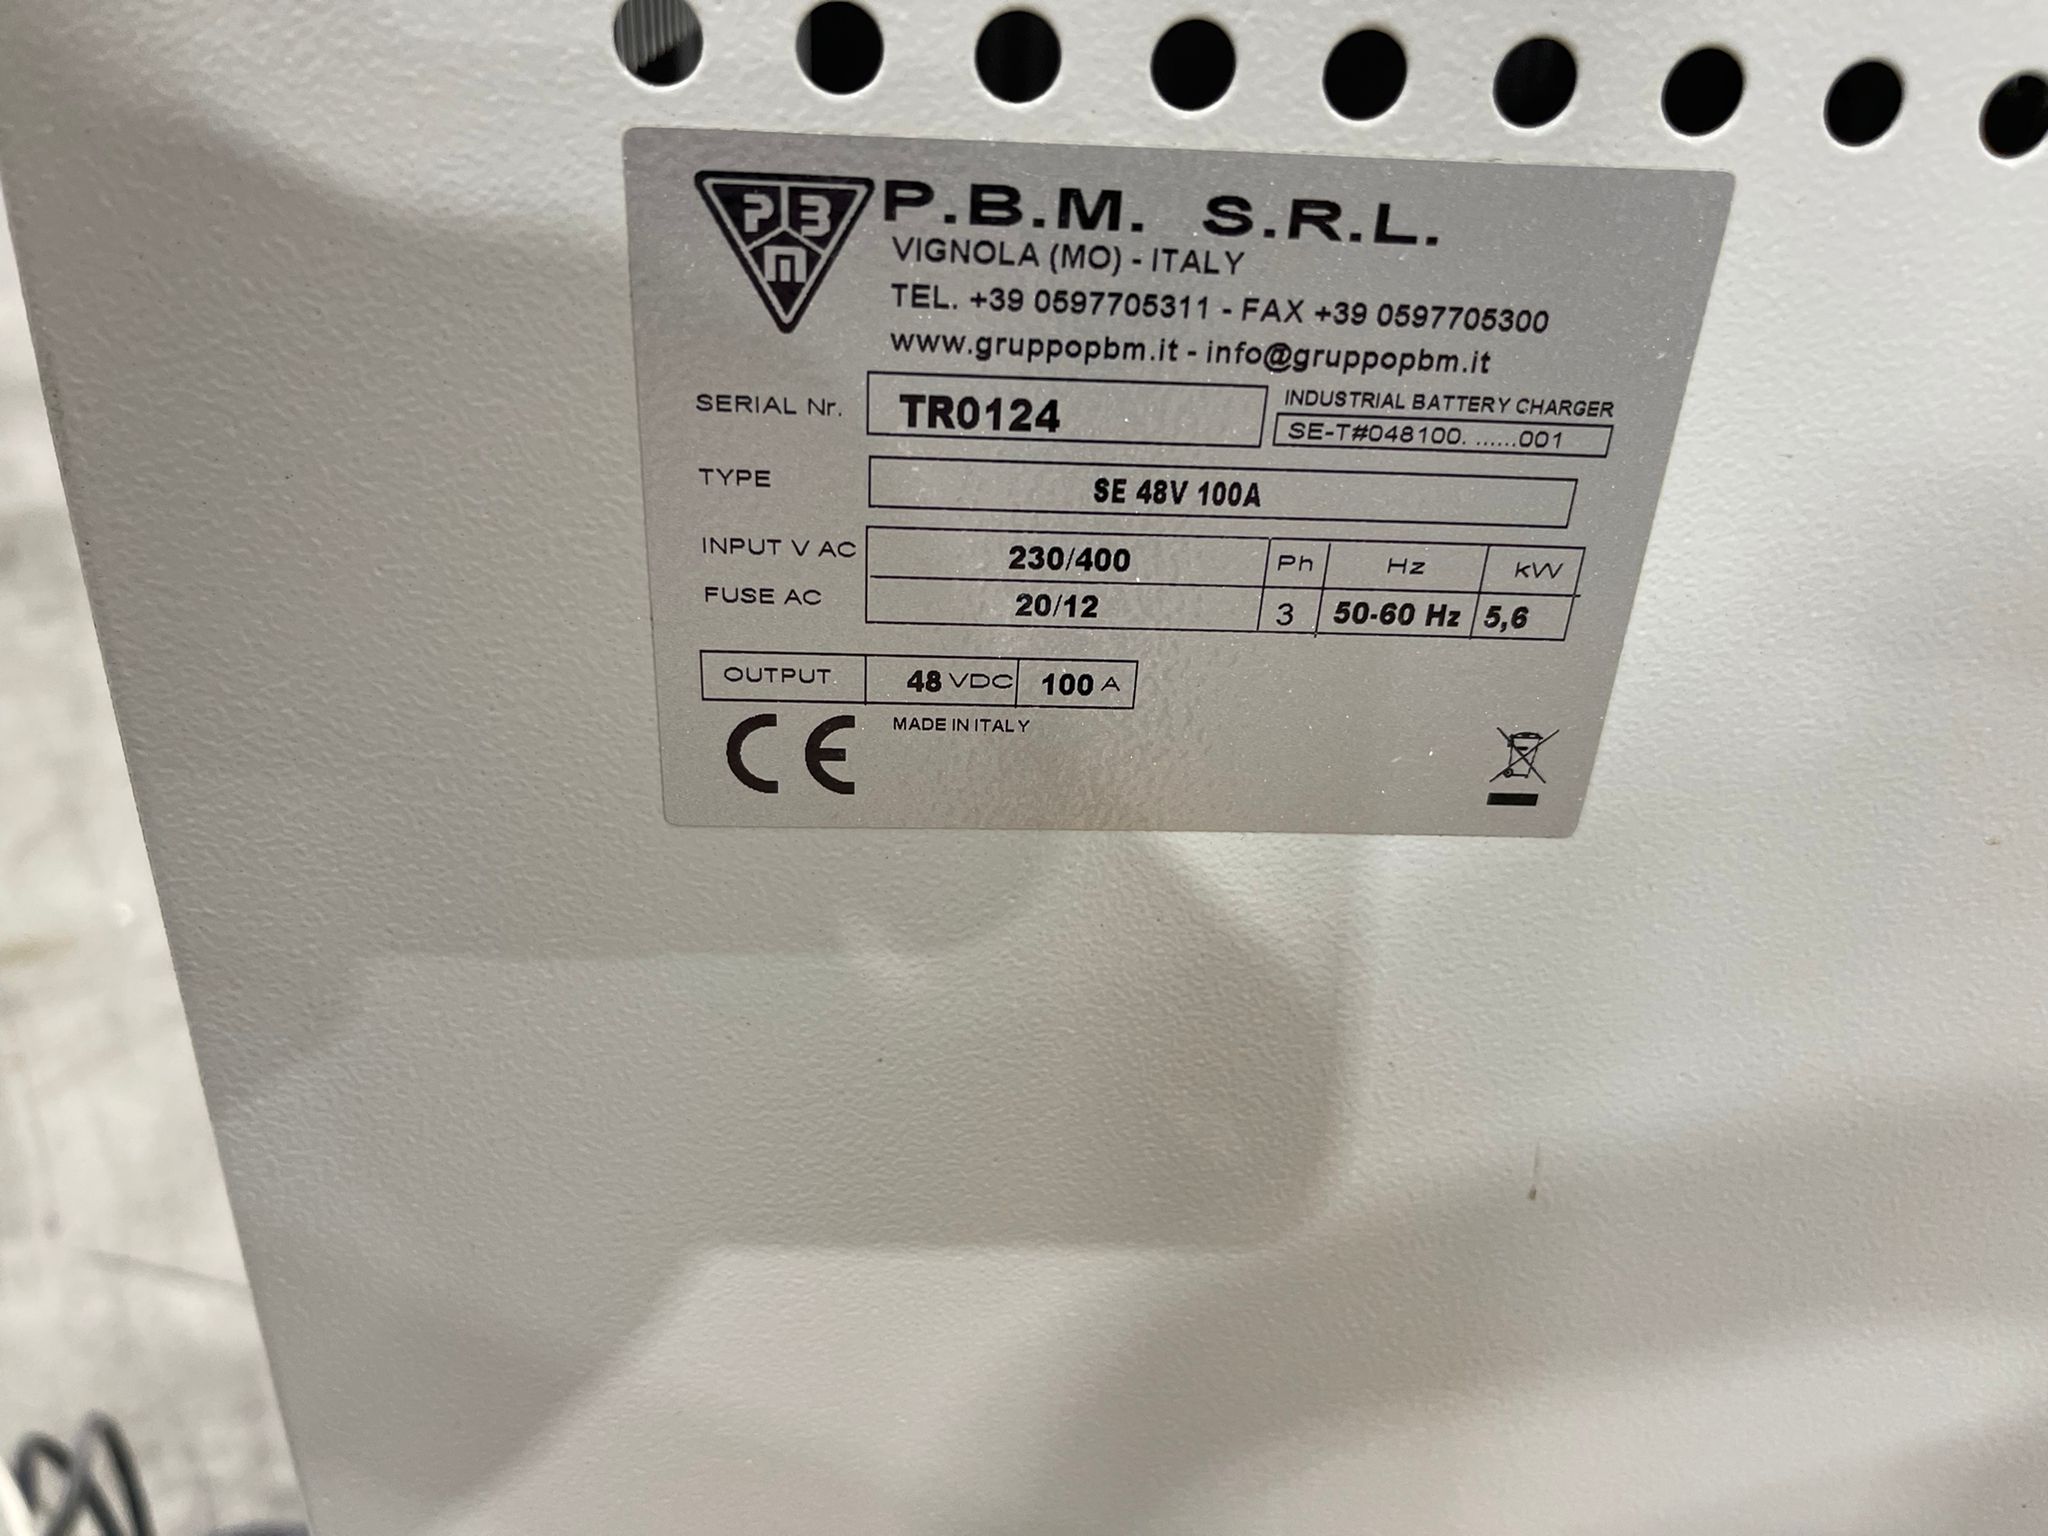 PBM
P.B.M. S.R.L.
VIGNOLA (MO) - ITALY
TEL. +39 0597705311 - FAX +39 0597705300
www.gruppopbm.it - info@gruppopbm.it
SERIAL Nr. TR0124
INDUSTRIAL BATTERY CHARGER
SE-T#048100. ......001
TYPE SE 48V 100A
INPUT V AC 230/400 Ph Hz kW
FUSE AC 20/12 3 50-60 Hz 5,6
OUTPUT 48 VDC 100 A
CE MADE IN ITALY